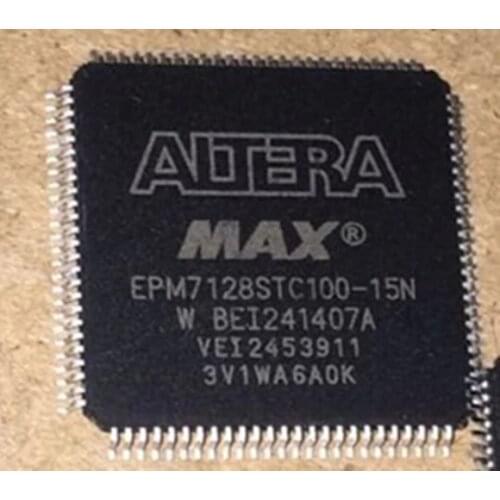 ALTERA
MAX®
EPM7128STC100-15N
W BEI241407A
VEI2453911
3V1WA6A0K